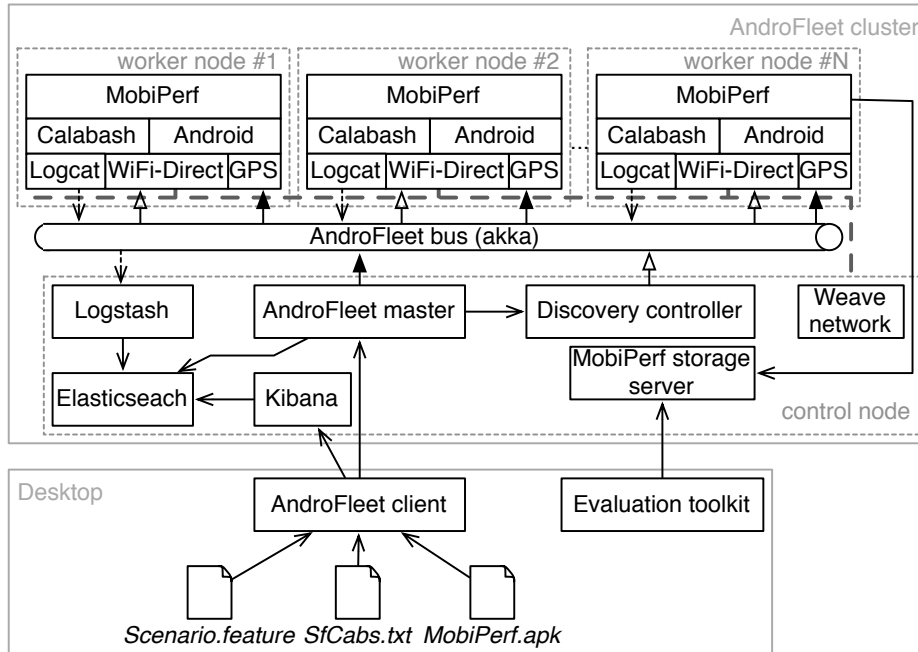 AndroFleet cluster
worker node #1
worker node #2
worker node #N
MobiPerf
MobiPerf
MobiPerf
Calabash
Android
Calabash
Android
Calabash
Android
Logcat
WiFi-Direct
GPS
Logcat
WiFi-Direct
GPS
Logcat
WiFi-Direct
GPS
AndroFleet bus (akka)
Logstash
AndroFleet master
Discovery controller
Weave
network
MobiPerf storage
server
Elasticseach
Kibana
control node
Desktop
AndroFleet client
Evaluation toolkit
Scenario.feature
SfCabs.txt
MobiPerf.apk